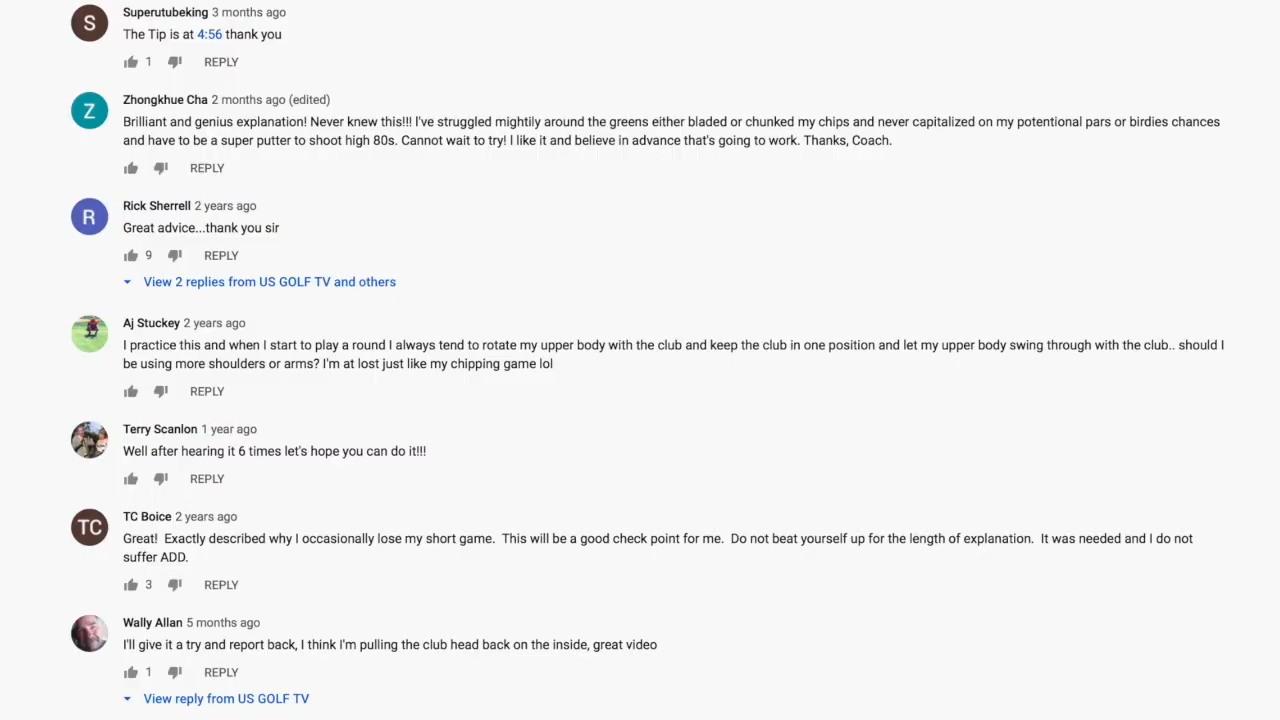 S
Superutubeking 3 months ago
The Tip is at 4:56 thank you
1 REPLY
Z
Zhongkhue Cha 2 months ago (edited)
Brilliant and genius explanation! Never knew this!!! I've struggled mightily around the greens either bladed or chunked my chips and never capitalized on my potentional pars or birdies chances
and have to be a super putter to shoot high 80s. Cannot wait to try! I like it and believe in advance that's going to work. Thanks, Coach.
REPLY
R
Rick Sherrell 2 years ago
Great advice...thank you sir
9 REPLY
View 2 replies from US GOLF TV and others
Aj Stuckey 2 years ago
I practice this and when I start to play a round I always tend to rotate my upper body with the club and keep the club in one position and let my upper body swing through with the club.. should I
be using more shoulders or arms? I'm at lost just like my chipping game lol
REPLY
Terry Scanlon 1 year ago
Well after hearing it 6 times let's hope you can do it!!!
REPLY
TC
TC Boice 2 years ago
Great! Exactly described why I occasionally lose my short game. This will be a good check point for me. Do not beat yourself up for the length of explanation. It was needed and I do not
suffer ADD.
3 REPLY
Wally Allan 5 months ago
I'll give it a try and report back, I think I'm pulling the club head back on the inside, great video
1 REPLY
View reply from US GOLF TV